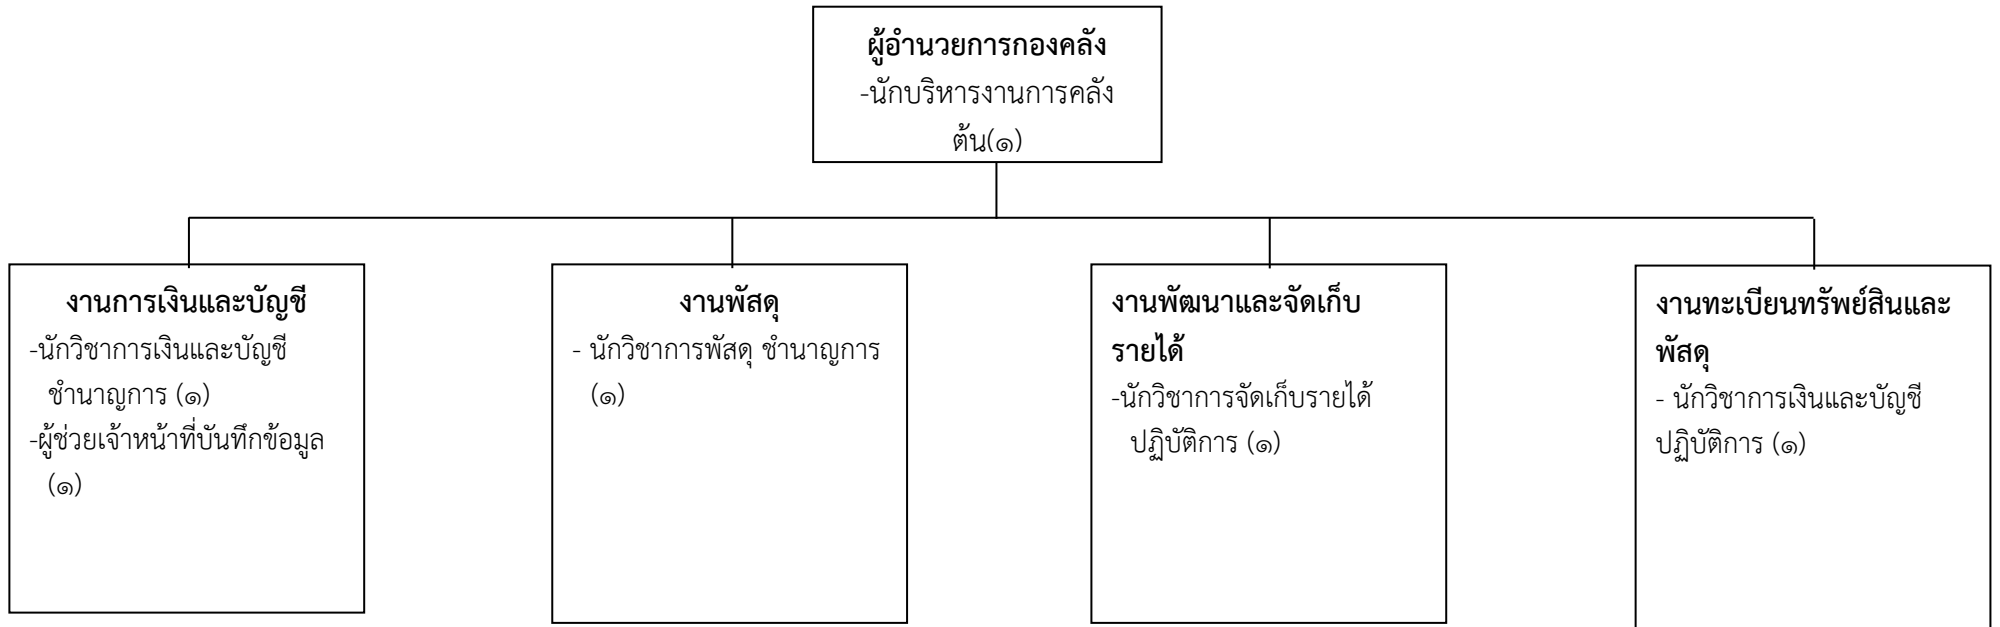 ผู้อำนวยการกองคลัง
-นักบริหารงานการคลัง
ต้น(๑)
งานการเงินและบัญชี
-นักวิชาการเงินและบัญชี
ชำนาญการ (๑)
-ผู้ช่วยเจ้าหน้าที่บันทึกข้อมูล
(๑)
งานพัสดุ
- นักวิชาการพัสดุ ชำนาญการ
(๑)
งานพัฒนาและจัดเก็บ
รายได้
-นักวิชาการจัดเก็บรายได้
ปฏิบัติการ (๑)
งานทะเบียนทรัพย์สินและ
พัสดุ
- นักวิชาการเงินและบัญชี
ปฏิบัติการ (๑)